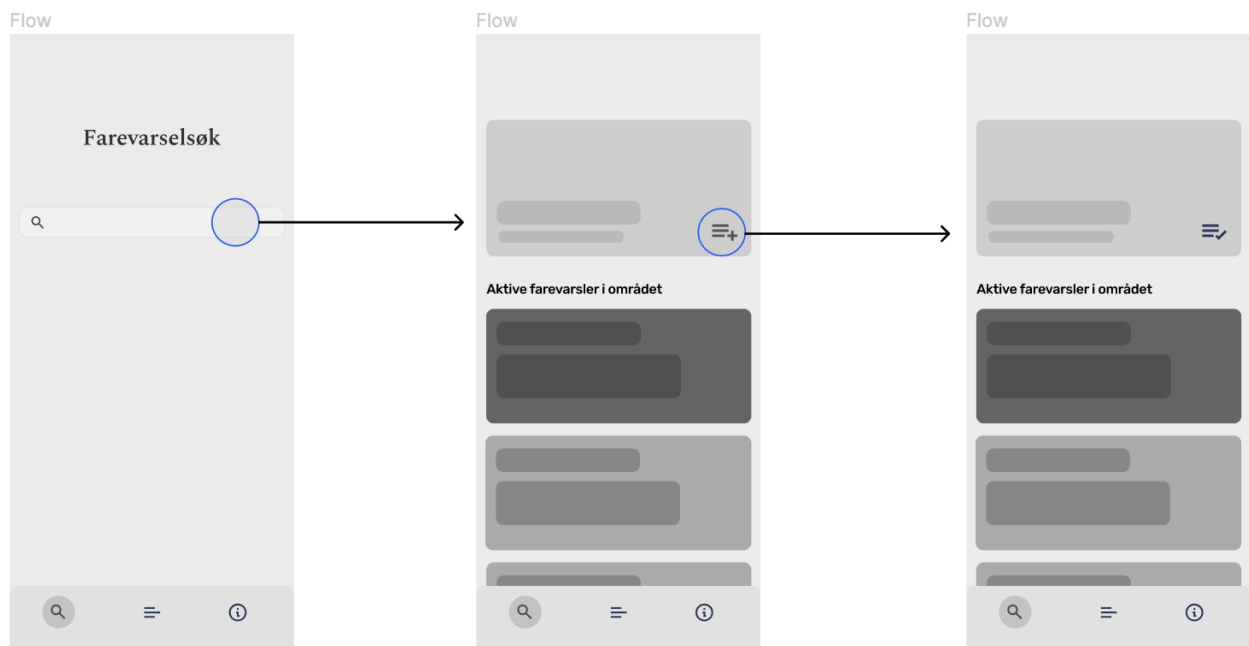 Flow
Flow
Flow
Farevarselsøk
Aktive farevarsler i området
Aktive farevarsler i området